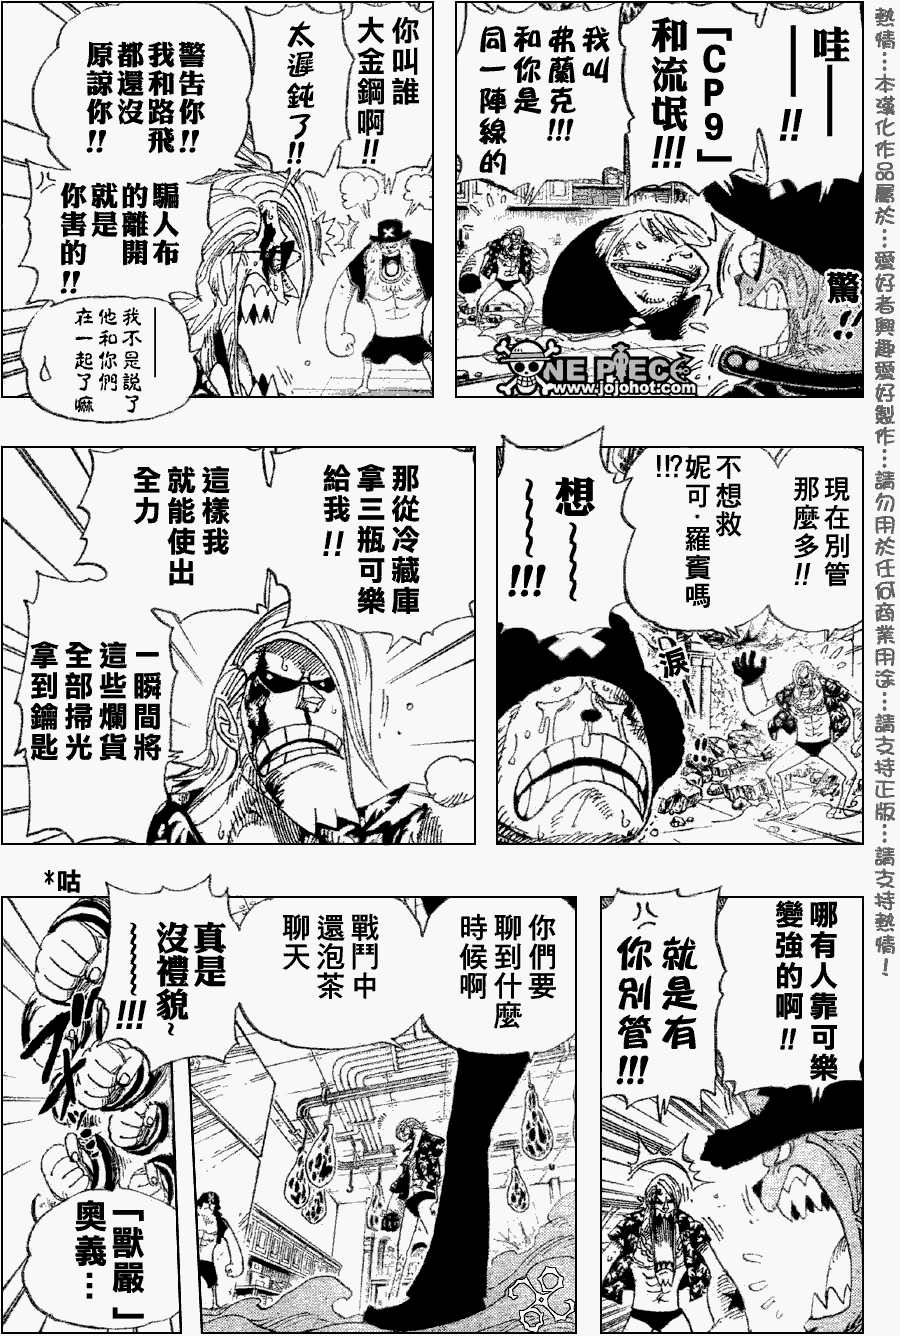 哇——
——!!
「CP9」
和流氓!!!
我叫
弗蘭克!!!
和你是
同一陣線的
驚!!
ONE PIECE
www.jojohot.com
你叫誰
大金鋼啊!!
太遲鈍了!!
警告你!!
我和路飛
都還沒
原諒你!!
騙人布
的離開
就是
你害的!!
我不是說了
他和你們
在一起了嘛
現在別管
那麼多!!
不想救
妮可·羅賓嗎
!!?
想~~~~
~~~~!!!
淚
那從冷藏庫
拿三瓶可樂
給我!!
這樣我
就能使出
全力
一瞬間將
這些爛貨
全部掃光
拿到鑰匙
哪有人靠可樂
變強的啊!!
就是有
你別管!!!
你們要
聊到什麼
時候啊
戰鬥中
還泡茶
聊天
真是
沒禮貌~
~~~~!!!
*咕
「獸嚴」
奧義…
熱情…本漢化作品屬於…愛好者興趣愛好製作…請勿用於任何商業用途…請支持正版…請支持熱情！